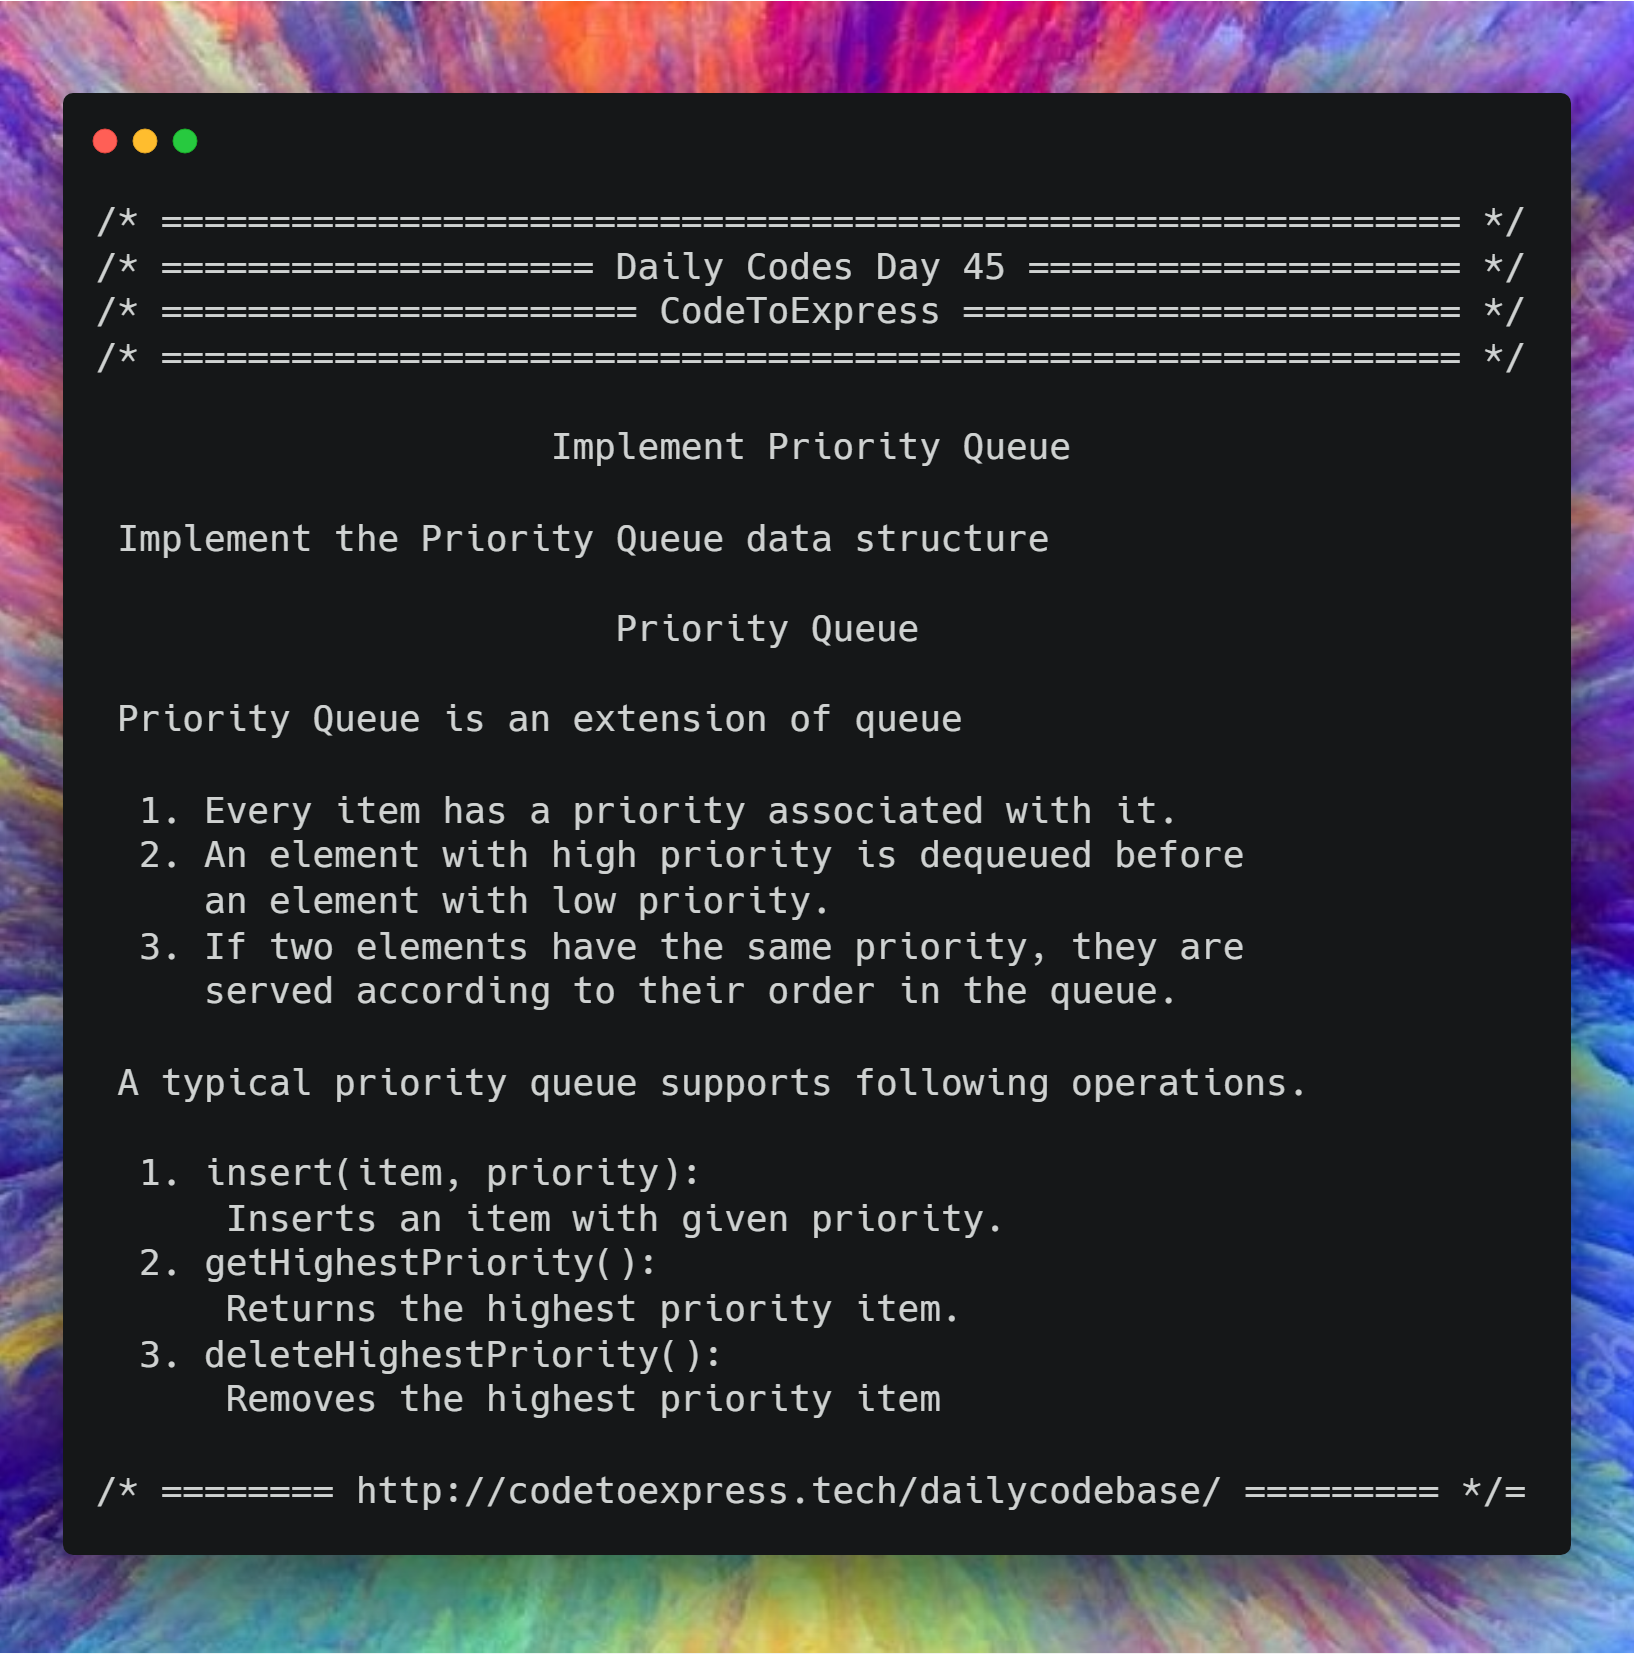 /* ============================================================ */
/* ==================== Daily Codes Day 45 ==================== */
/* ====================== CodeToExpress ======================= */
/* ============================================================ */
Implement Priority Queue
Implement the Priority Queue data structure
Priority Queue
Priority Queue is an extension of queue
1. Every item has a priority associated with it.
2. An element with high priority is dequeued before
an element with low priority.
3. If two elements have the same priority, they are
served according to their order in the queue.
A typical priority queue supports following operations.
1. insert(item, priority):
Inserts an item with given priority.
2. getHighestPriority():
Returns the highest priority item.
3. deleteHighestPriority():
Removes the highest priority item
/* ======== http://codetoexpress.tech/dailycodebase/ ========= */=